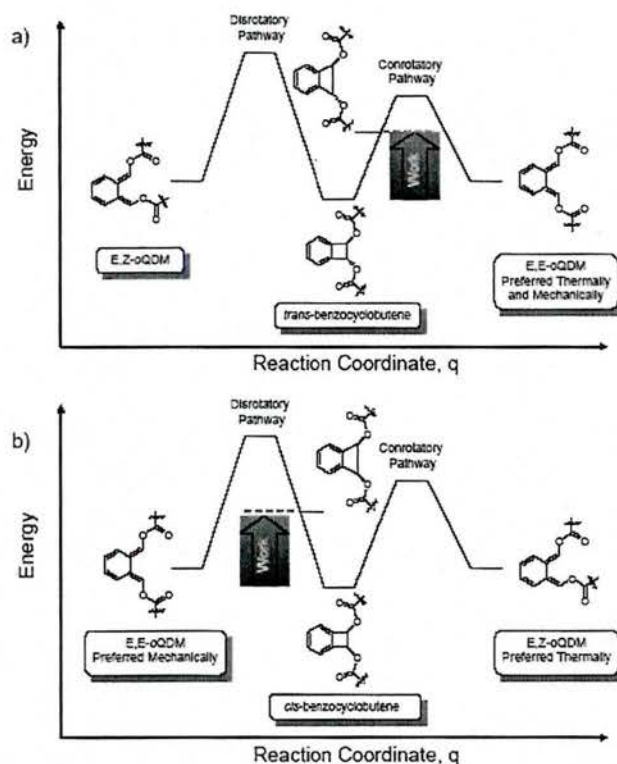 a)
Disrotatory
Pathway
Conrotatory
Pathway
Energy
Work
E,Z-oQDM
trans-benzocyclobutene
E,E-oQDM
Preferred Thermally
and Mechanically
Reaction Coordinate, q
b)
Disrotatory
Pathway
Conrotatory
Pathway
Energy
Work
E,E-oQDM
Preferred Mechanically
cis-benzocyclobutene
E,Z-oQDM
Preferred Thermally
Reaction Coordinate, q